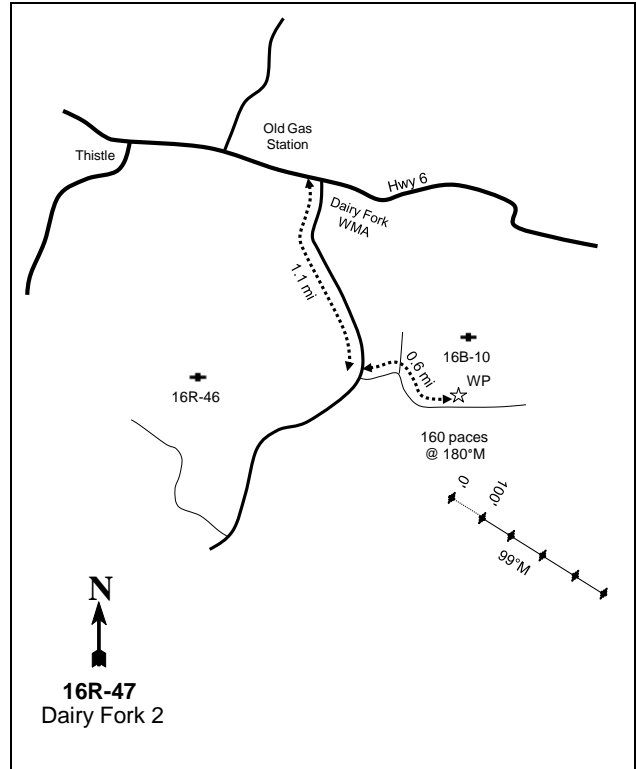 Old Gas
Station
Thistle
Hwy 6
Dairy Fork
WMA
1.1 mi
16B-10
0.6 mi
WP
16R-46
160 paces
@ 180°M
0'
100'
99°M
N
16R-47
Dairy Fork 2